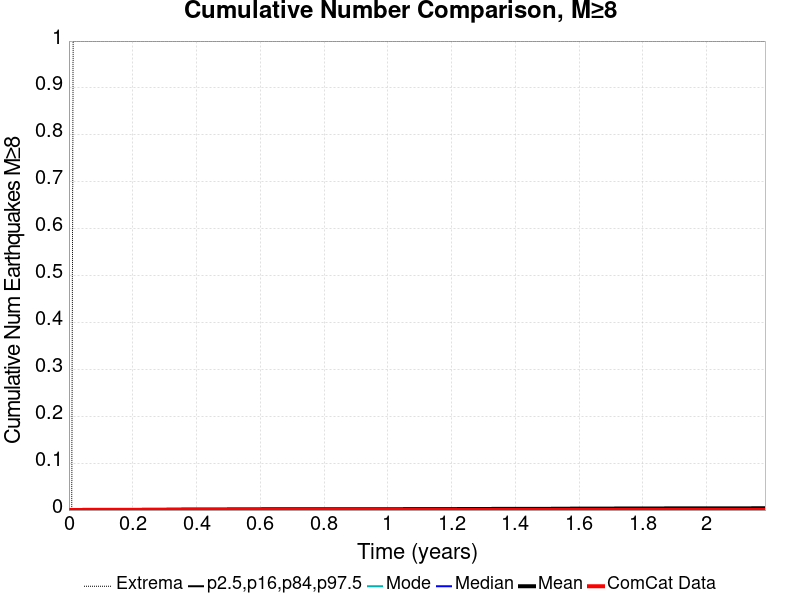 Cumulative Number Comparison, M≥8
Cumulative Num Earthquakes M≥8
1
0.9
0.8
0.7
0.6
0.5
0.4
0.3
0.2
0.1
0
0 0.2 0.4 0.6 0.8 1 1.2 1.4 1.6 1.8 2
Time (years)
Extrema p2.5,p16,p84,p97.5 Mode Median Mean ComCat Data